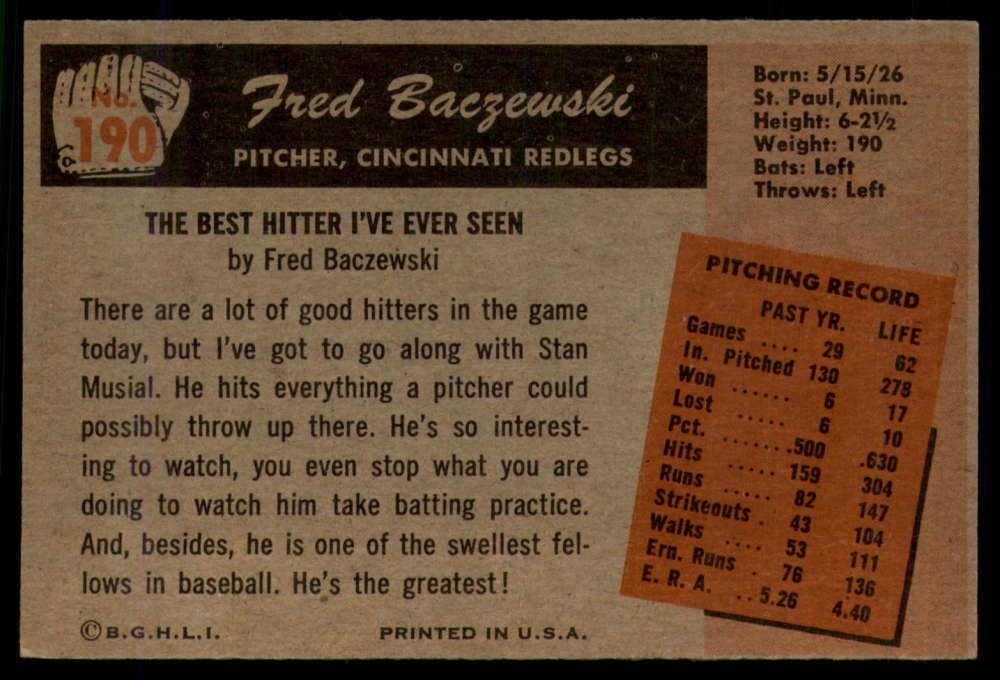 No.
190
Fred Baczewski
PITCHER, CINCINNATI REDLEGS
Born: 5/15/26
St. Paul, Minn.
Height: 6-2½
Weight: 190
Bats: Left
Throws: Left
THE BEST HITTER I'VE EVER SEEN
by Fred Baczewski
There are a lot of good hitters in the game
today, but I've got to go along with Stan
Musial. He hits everything a pitcher could
possibly throw up there. He's so interest-
ing to watch, you even stop what you are
doing to watch him take batting practice.
And, besides, he is one of the swellest fel-
lows in baseball. He's the greatest!
©B.G.H.L.I.
PRINTED IN U.S.A.
PITCHING RECORD
PAST YR. LIFE
Games .... 29 62
In. Pitched 130 278
Won ...... 6 17
Lost ..... 6 10
Pct. .......500 .630
Hits ..... 159 304
Runs ..... 82 147
Strikeouts . 43 104
Walks .... 53 111
Ern. Runs . 76 136
E. R. A. ..5.26 4.40